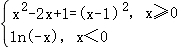 x²-2x+1=(x-1)², x≥0
ln(-x), x<0